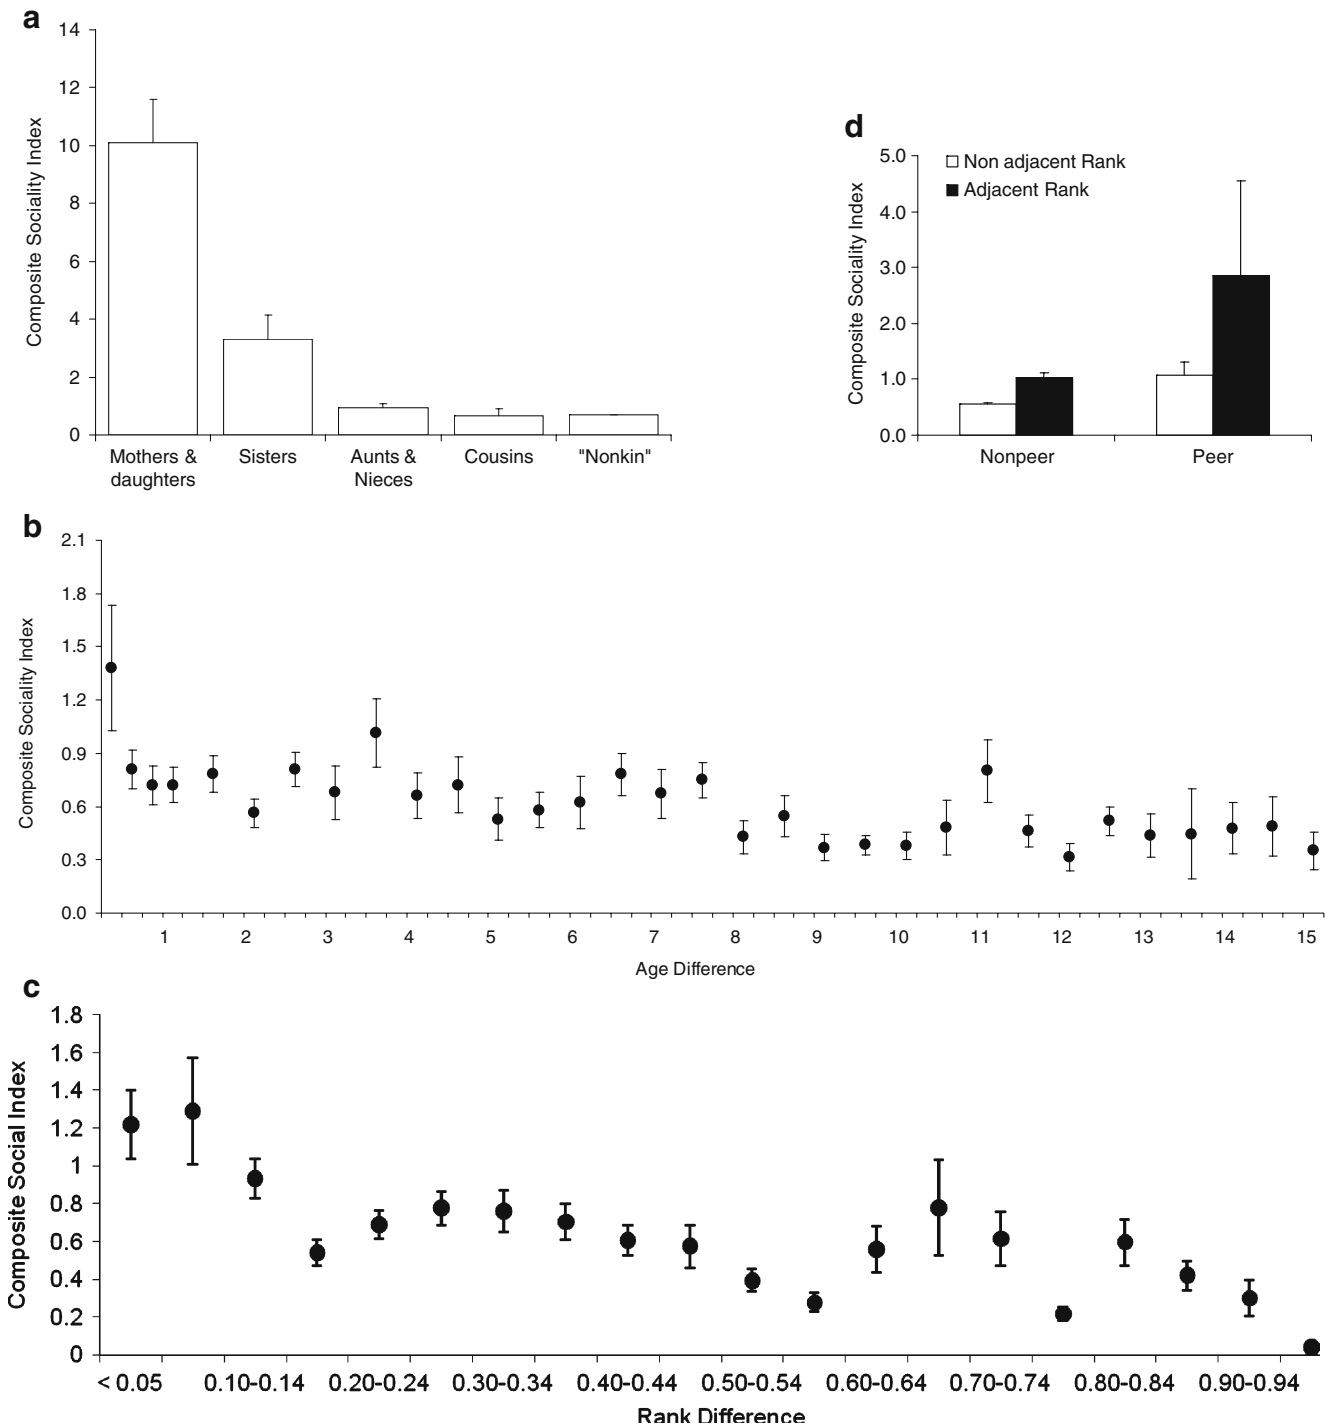 a
14
12
10
8
6
4
2
0
Composite Sociality Index
Mothers & daughters
Sisters
Aunts & Nieces
Cousins
"Nonkin"
d
5.0
4.0
3.0
2.0
1.0
0.0
Composite Sociality Index
Non adjacent Rank
Adjacent Rank
Nonpeer
Peer
b
2.1
1.8
1.5
1.2
0.9
0.6
0.3
0.0
Composite Sociality Index
1 2 3 4 5 6 7 8 9 10 11 12 13 14 15
Age Difference
c
1.8
1.6
1.4
1.2
1
0.8
0.6
0.4
0.2
0
Composite Social Index
< 0.05 0.10-0.14 0.20-0.24 0.30-0.34 0.40-0.44 0.50-0.54 0.60-0.64 0.70-0.74 0.80-0.84 0.90-0.94
Rank Difference